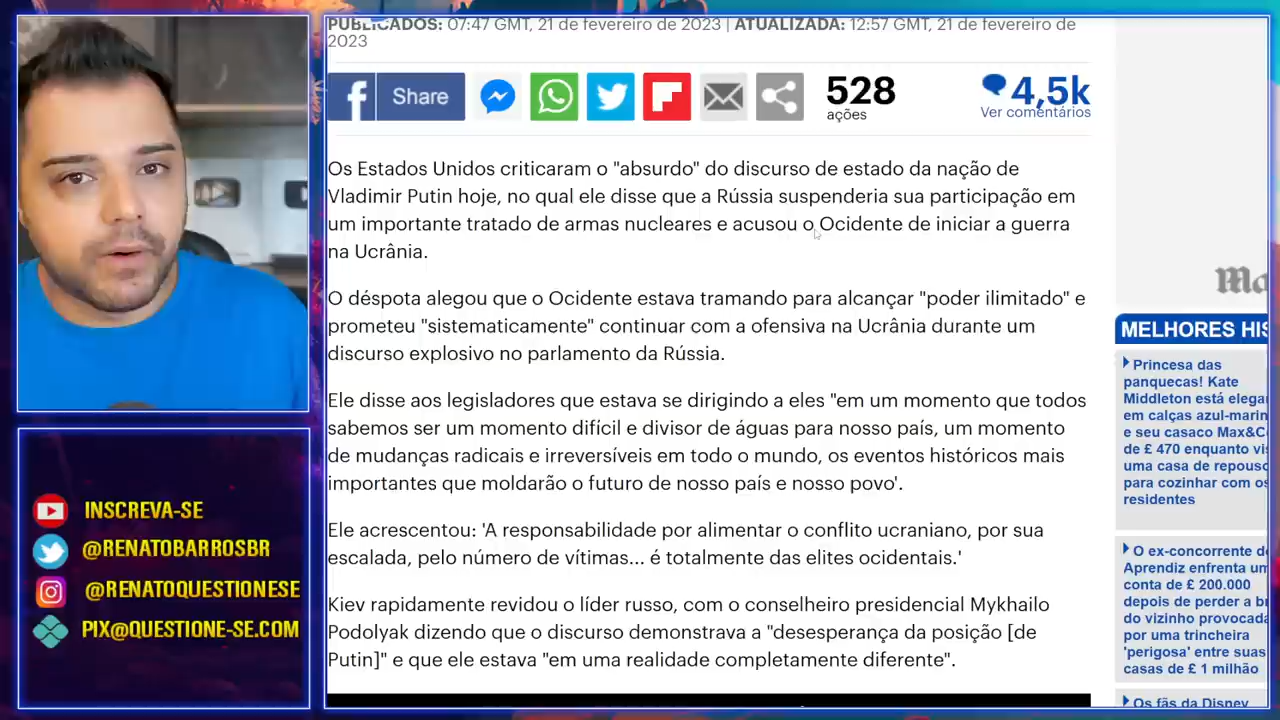 PUBLICADOS: 07:47 GMT, 21 de fevereiro de 2023 | ATUALIZADA: 12:57 GMT, 21 de fevereiro de
2023
Share
528
ações
4,5k
Ver comentários
Os Estados Unidos criticaram o "absurdo" do discurso de estado da nação de
Vladimir Putin hoje, no qual ele disse que a Rússia suspenderia sua participação em
um importante tratado de armas nucleares e acusou o Ocidente de iniciar a guerra
na Ucrânia.
O déspota alegou que o Ocidente estava tramando para alcançar "poder ilimitado" e
prometeu "sistematicamente" continuar com a ofensiva na Ucrânia durante um
discurso explosivo no parlamento da Rússia.
Ele disse aos legisladores que estava se dirigindo a eles "em um momento que todos
sabemos ser um momento difícil e divisor de águas para nosso país, um momento
de mudanças radicais e irreversíveis em todo o mundo, os eventos históricos mais
importantes que moldarão o futuro de nosso país e nosso povo'.
Ele acrescentou: 'A responsabilidade por alimentar o conflito ucraniano, por sua
escalada, pelo número de vítimas... é totalmente das elites ocidentais.'
Kiev rapidamente revidou o líder russo, com o conselheiro presidencial Mykhailo
Podolyak dizendo que o discurso demonstrava a "desesperança da posição [de
Putin]" e que ele estava "em uma realidade completamente diferente".
MELHORES HIS
Princesa das
panquecas! Kate
Middleton está elega
em calças azul-marin
e seu casaco Max&C
de £ 470 enquanto vis
uma casa de repouso
para cozinhar com os
residentes
O ex-concorrente do
Aprendiz enfrenta um
conta de £ 200.000
depois de perder a br
do vizinho provocada
por uma trincheira
'perigosa' entre suas
casas de £ 1 milhão
Os fãs da Disney
INSCREVA-SE
@RENATOBARROSBR
@RENATOQUESTIONESE
PIX@QUESTIONE-SE.COM